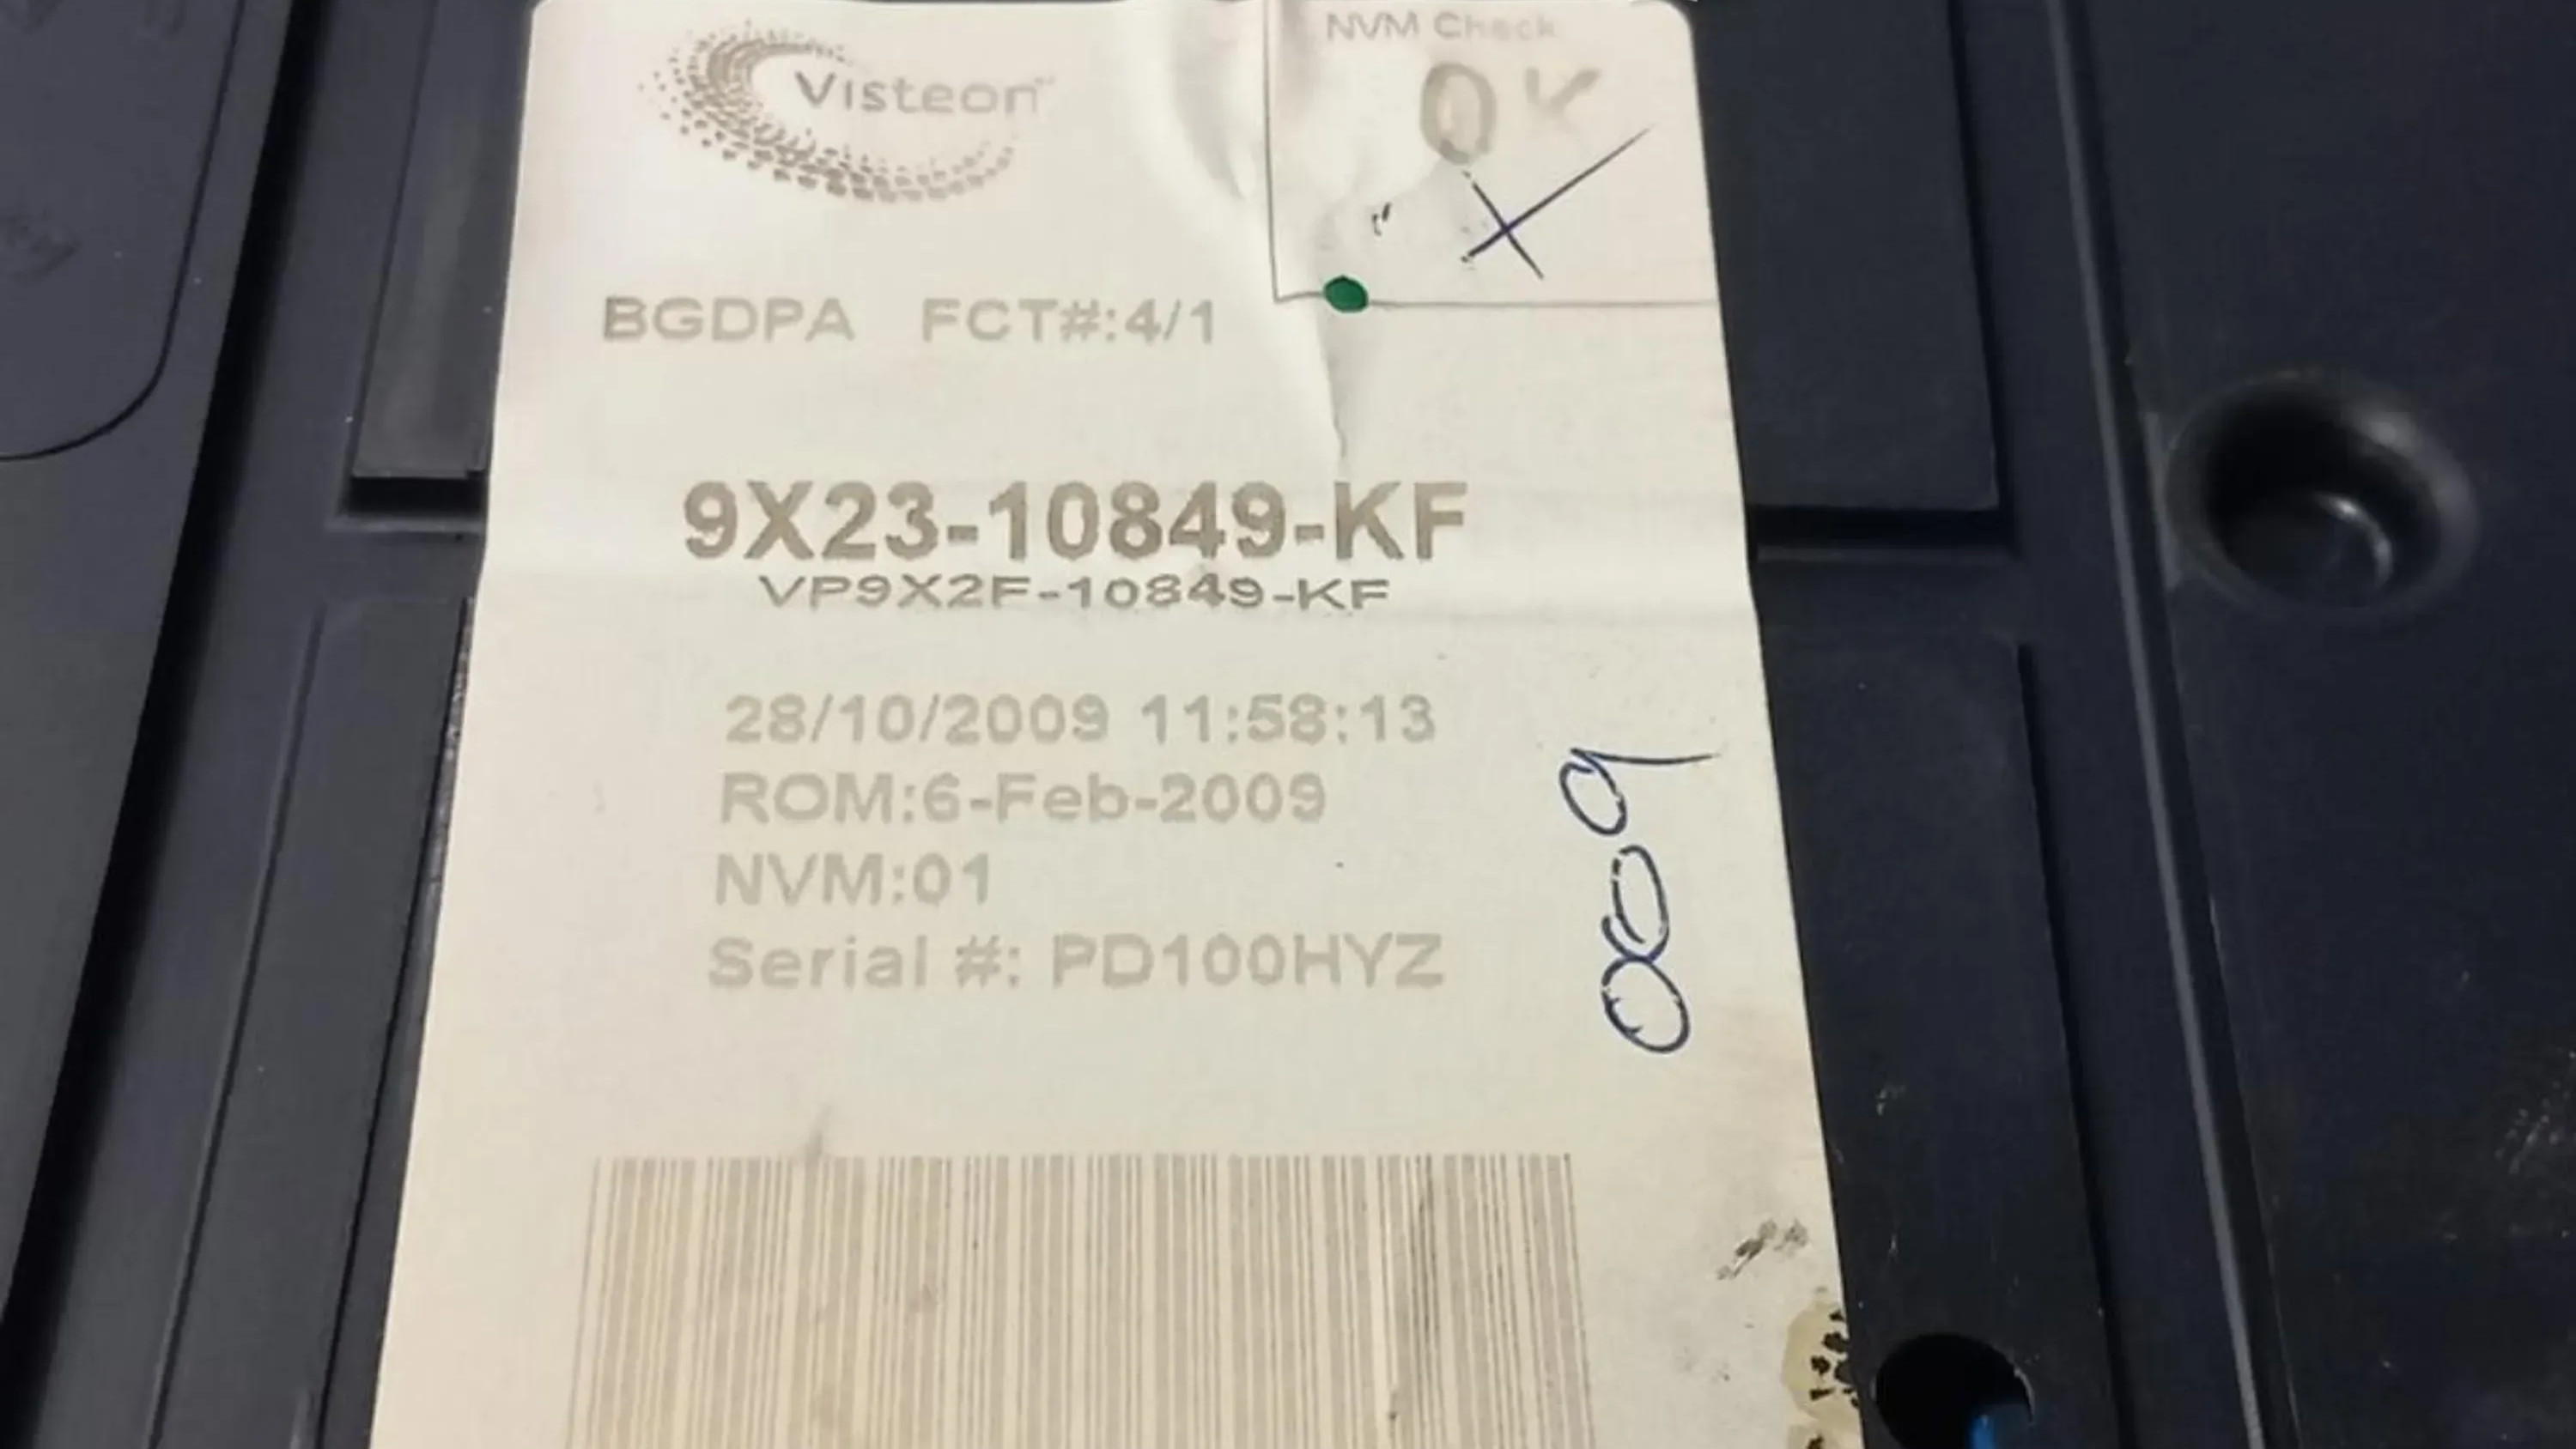 Visteon
NVM Check
OK
BGDPA FCT#:4/1
9X23-10849-KF
VP9X2F-10849-KF
28/10/2009 11:58:13
ROM:6-Feb-2009
NVM:01
Serial #: PD100HYZ